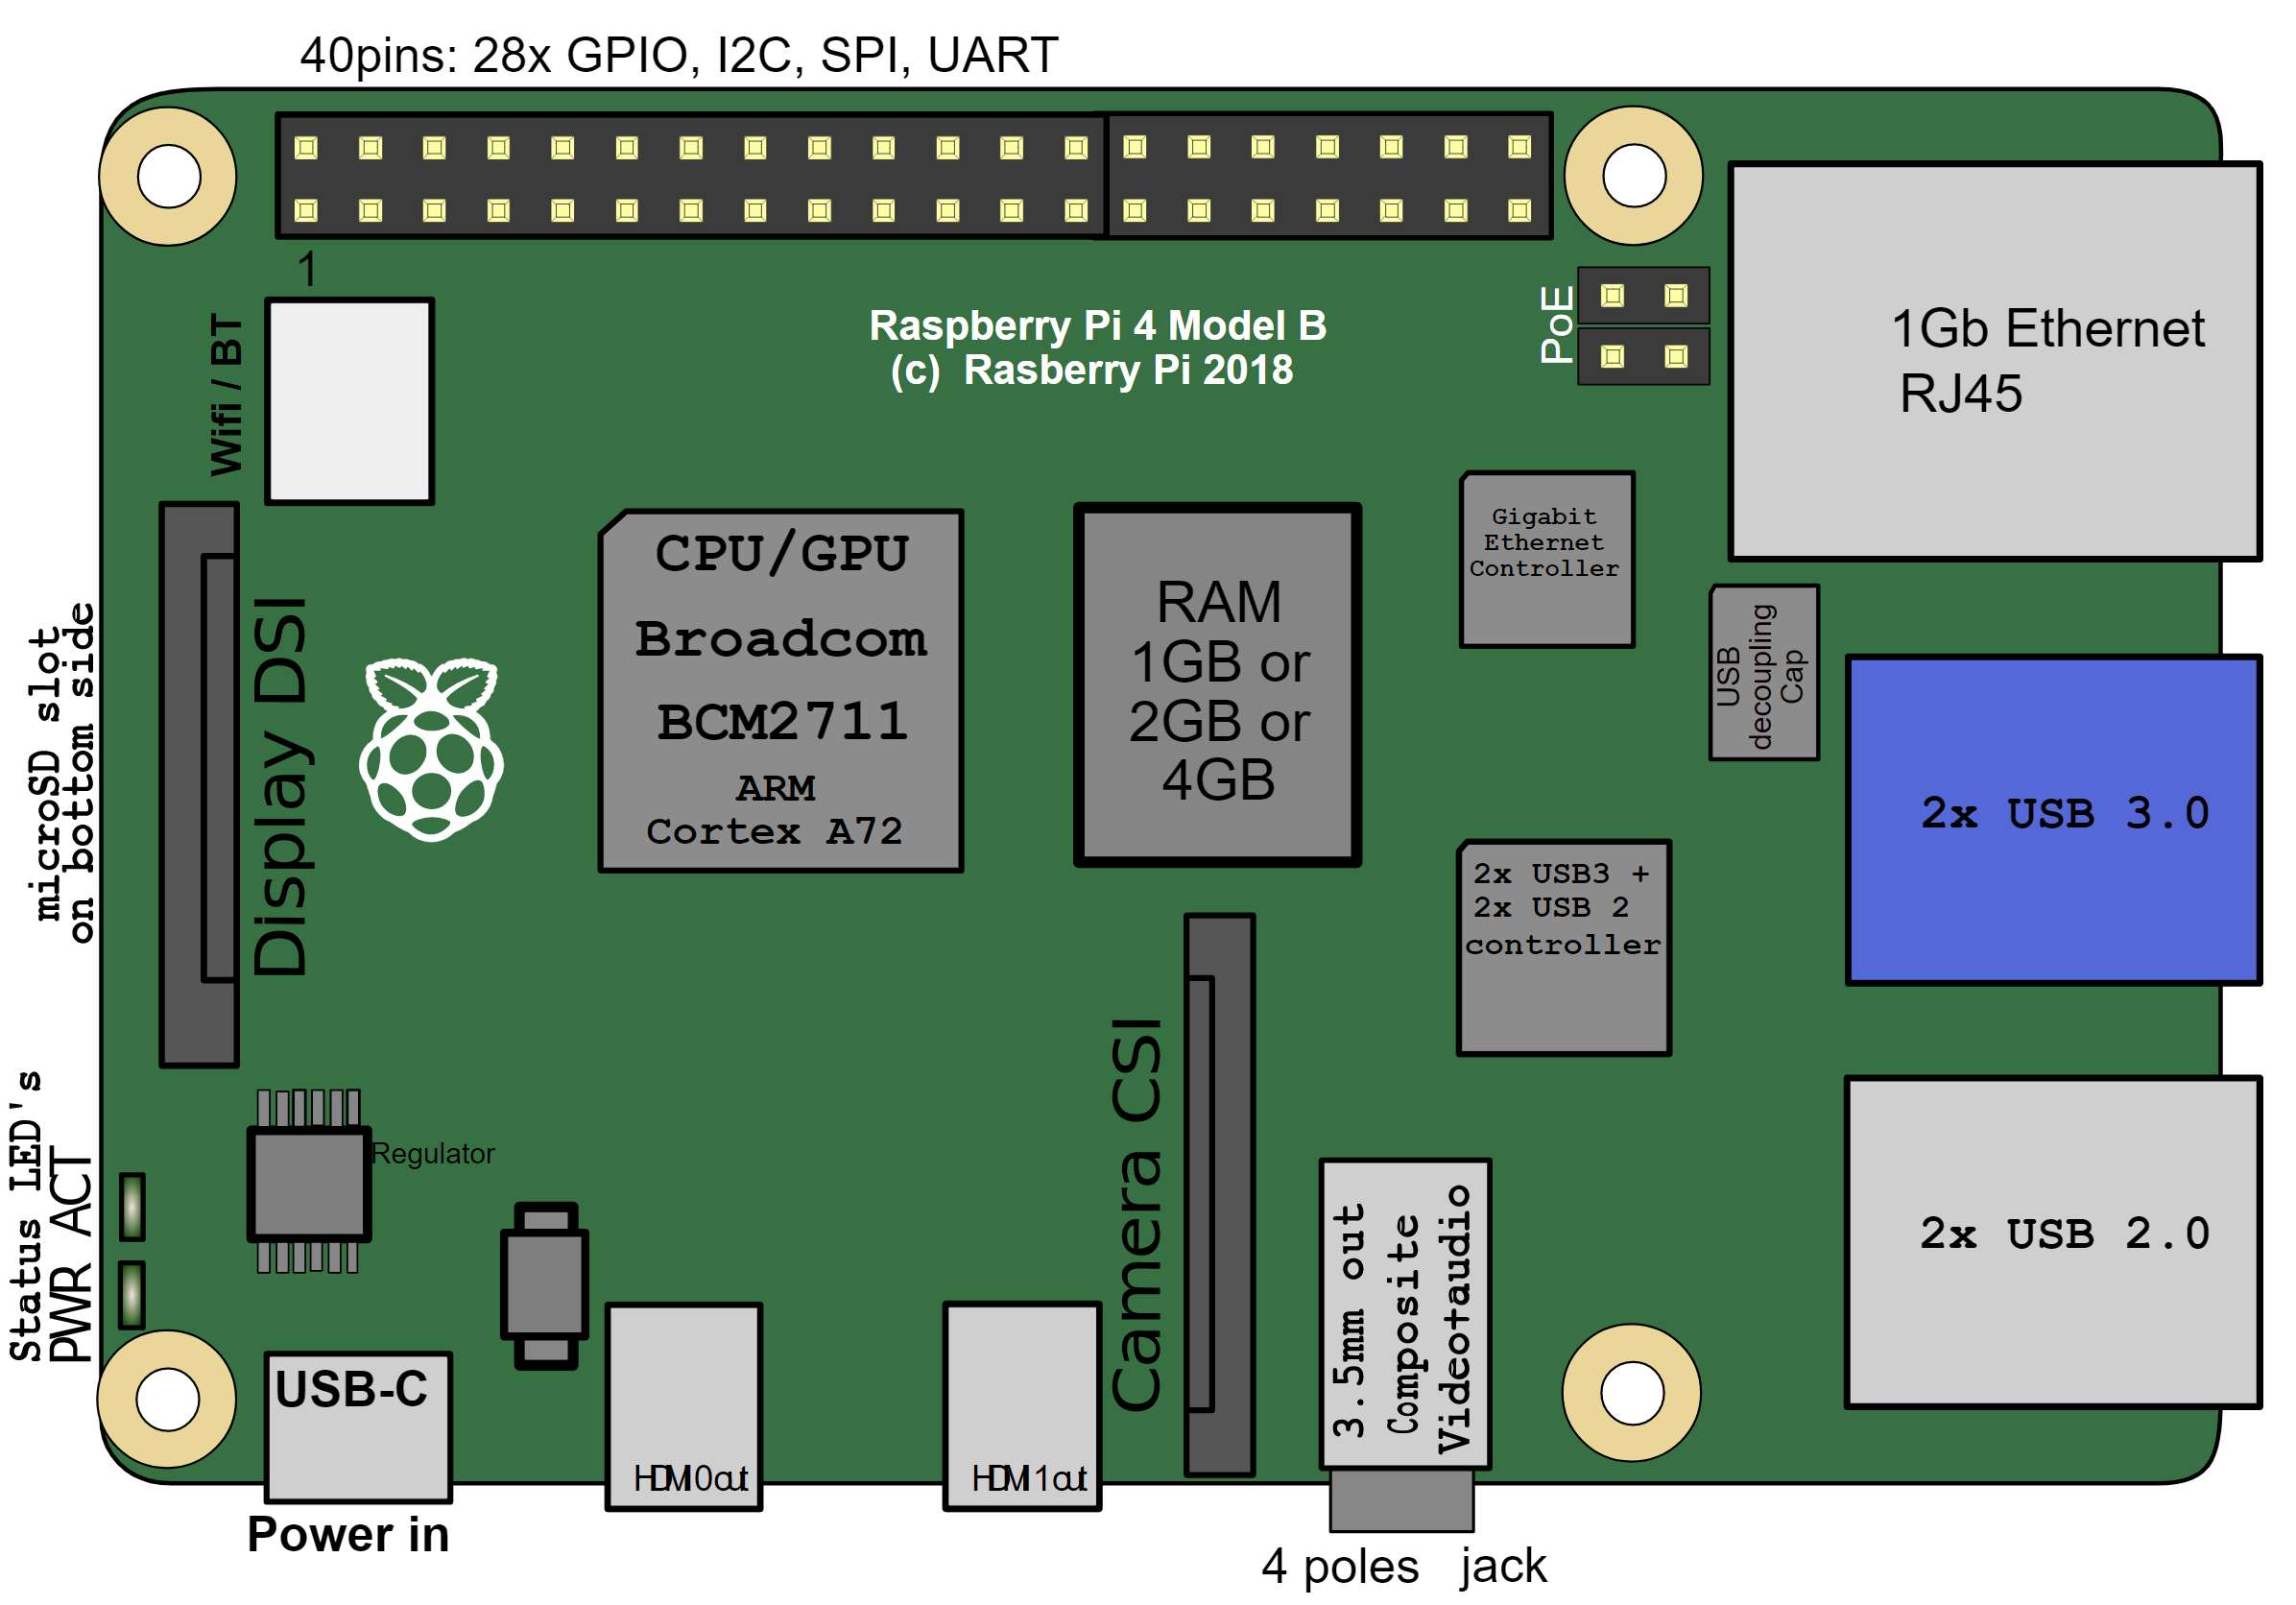 40pins: 28x GPIO, I2C, SPI, UART
1
Wifi / BT
Raspberry Pi 4 Model B
(c)  Rasberry Pi 2018
PoE
1Gb Ethernet
RJ45
microSD slot
on bottom side
Display DSI
CPU/GPU
Broadcom
BCM2711
ARM
Cortex A72
RAM
1GB or
2GB or
4GB
Gigabit
Ethernet
Controller
USB
decoupling
Cap
2x USB 3.0
2x USB3 +
2x USB 2
controller
Status LED's
PWR ACT
Regulator
Camera CSI
3.5mm out
Composite
Video+audio
2x USB 2.0
USB-C
HDMI0out
HDMI1out
Power in
4 poles   jack